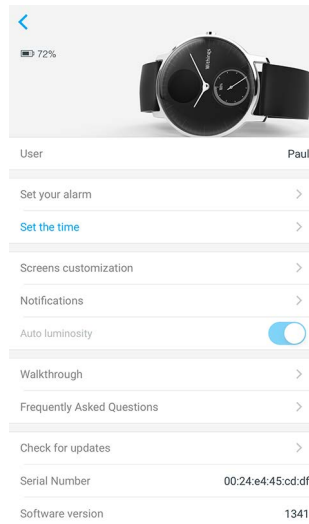 72%
Withings
User Paul
Set your alarm
Set the time
Screens customization
Notifications
Auto luminosity
Walkthrough
Frequently Asked Questions
Check for updates
Serial Number 00:24:e4:45:cd:df
Software version 1341